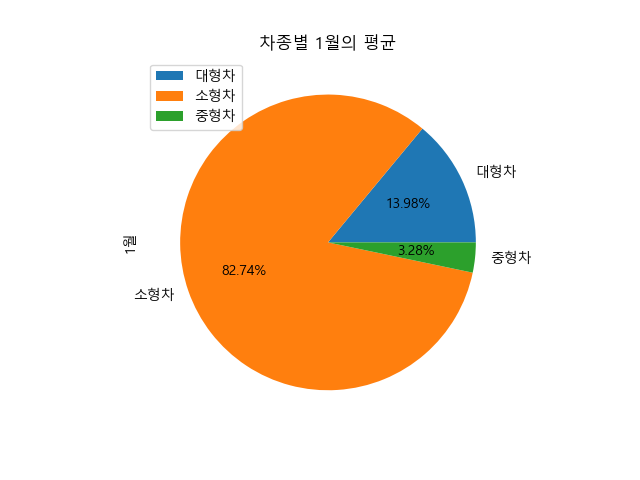 차종별 1월의 평균
대형차
소형차
중형차
대형차
13.98%
3.28%
중형차
1월
82.74%
소형차